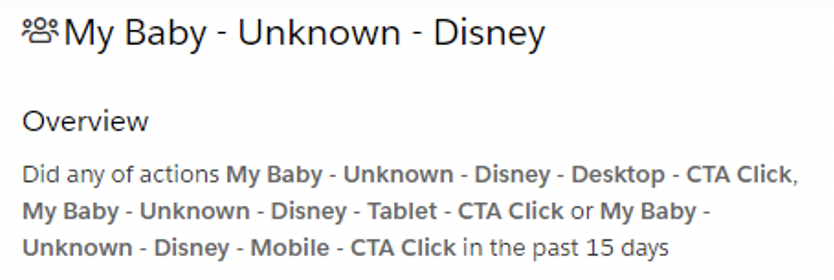 My Baby - Unknown - Disney
Overview
Did any of actions My Baby - Unknown - Disney - Desktop - CTA Click,
My Baby - Unknown - Disney - Tablet - CTA Click or My Baby -
Unknown - Disney - Mobile - CTA Click in the past 15 days